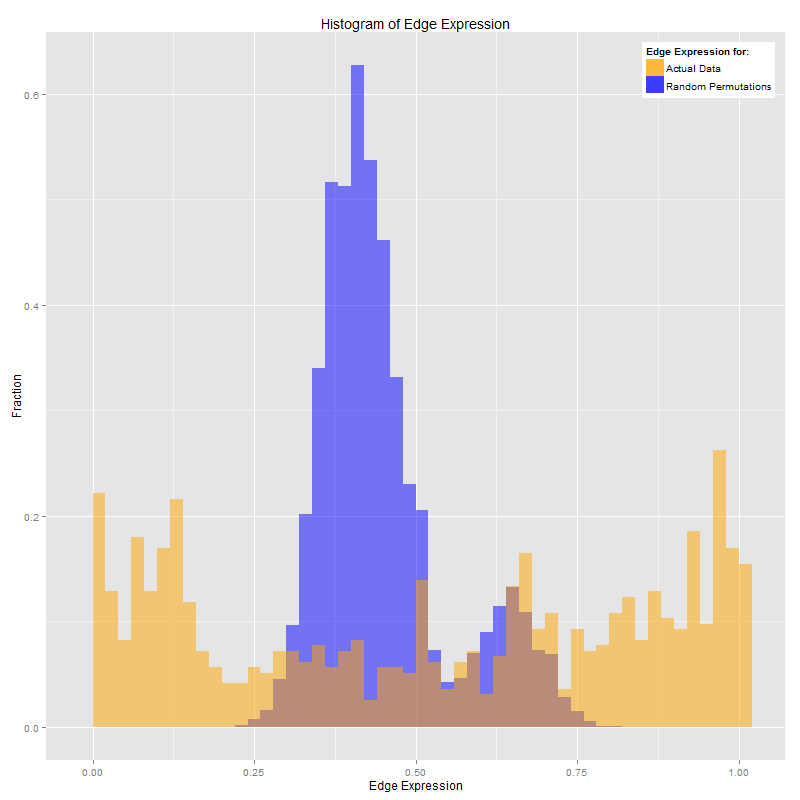 Histogram of Edge Expression
Edge Expression for:
Actual Data
Random Permutations
Fraction
0.6
0.4
0.2
0.0
0.00 0.25 0.50 0.75 1.00
Edge Expression